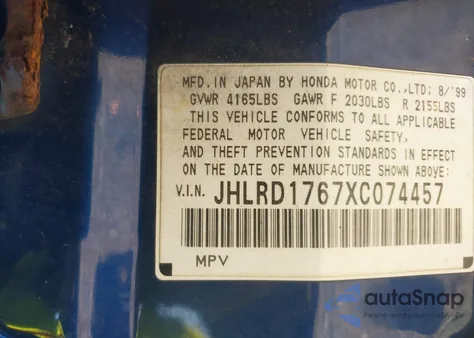 MFD. IN JAPAN BY HONDA MOTOR CO.,LTD; 8/'99
GVWR 4165LBS GAWR F 2030LBS R 2155LBS
THIS VEHICLE CONFORMS TO ALL APPLICABLE
FEDERAL MOTOR VEHICLE SAFETY,
AND THEFT PREVENTION STANDARDS IN EFFECT
ON THE DATE OF MANUFACTURE SHOWN ABOVE:
V.I.N. JHLRD1767XC074457
MPV
autoSnap